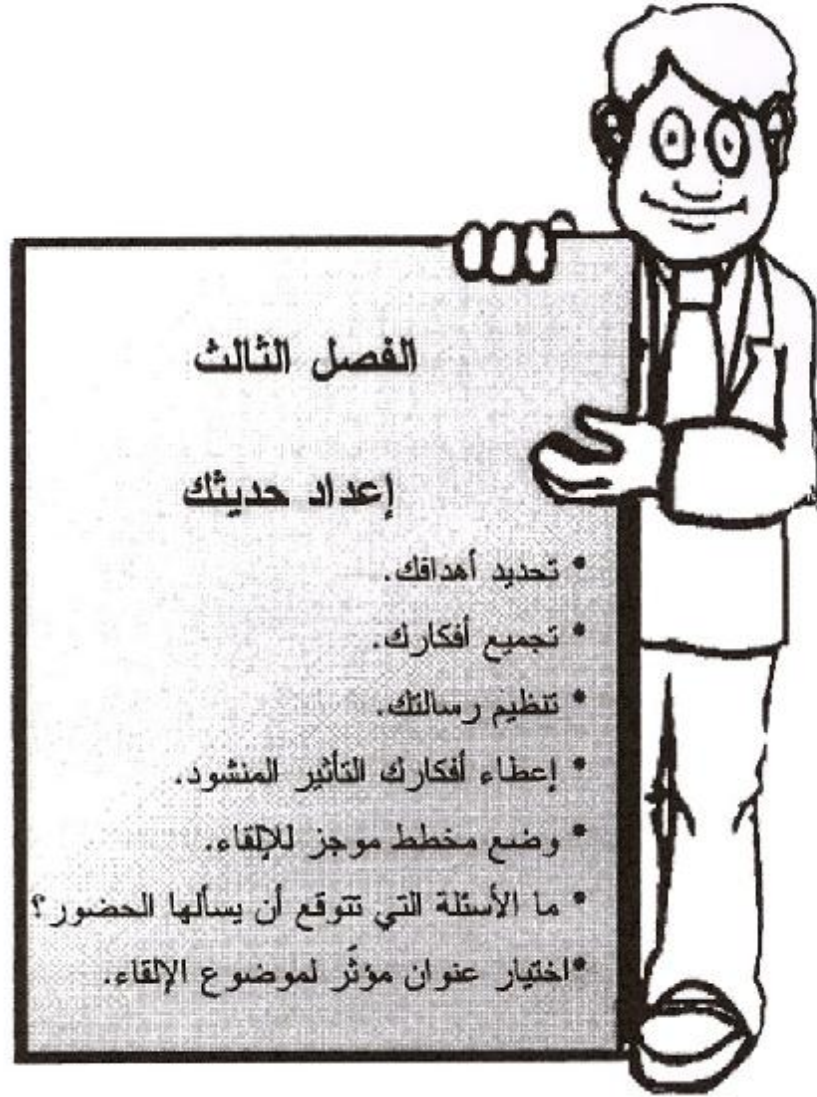 الفصل الثالث
إعداد حديثك
* تحديد أهدافك.
* تجميع أفكارك.
* تنظيم رسالتك.
* إعطاء أفكارك التأثير المنشود.
* وضع مخطط موجز للإلقاء.
* ما الأسئلة التي تتوقع أن يسألها الحضور؟
*اختيار عنوان مؤثَر لموضوع الإلقاء.